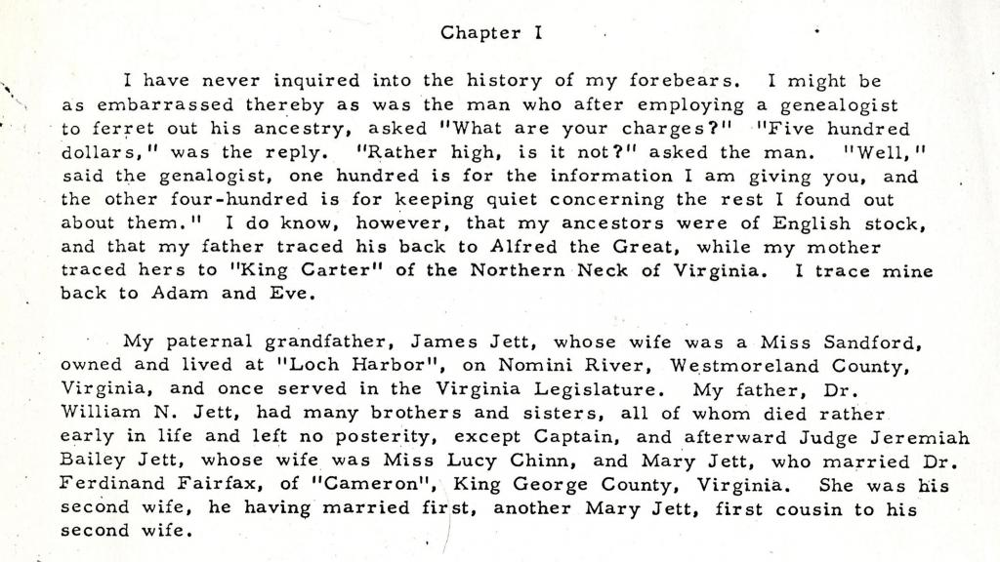 Chapter I
I have never inquired into the history of my forebears. I might be
as embarrassed thereby as was the man who after employing a genealogist
to ferret out his ancestry, asked "What are your charges?" "Five hundred
dollars," was the reply. "Rather high, is it not?" asked the man. "Well,"
said the genalogist, one hundred is for the information I am giving you, and
the other four-hundred is for keeping quiet concerning the rest I found out
about them." I do know, however, that my ancestors were of English stock,
and that my father traced his back to Alfred the Great, while my mother
traced hers to "King Carter" of the Northern Neck of Virginia. I trace mine
back to Adam and Eve.
My paternal grandfather, James Jett, whose wife was a Miss Sandford,
owned and lived at "Loch Harbor", on Nomini River, Westmoreland County,
Virginia, and once served in the Virginia Legislature. My father, Dr.
William N. Jett, had many brothers and sisters, all of whom died rather
early in life and left no posterity, except Captain, and afterward Judge Jeremiah
Bailey Jett, whose wife was Miss Lucy Chinn, and Mary Jett, who married Dr.
Ferdinand Fairfax, of "Cameron", King George County, Virginia. She was his
second wife, he having married first, another Mary Jett, first cousin to his
second wife.